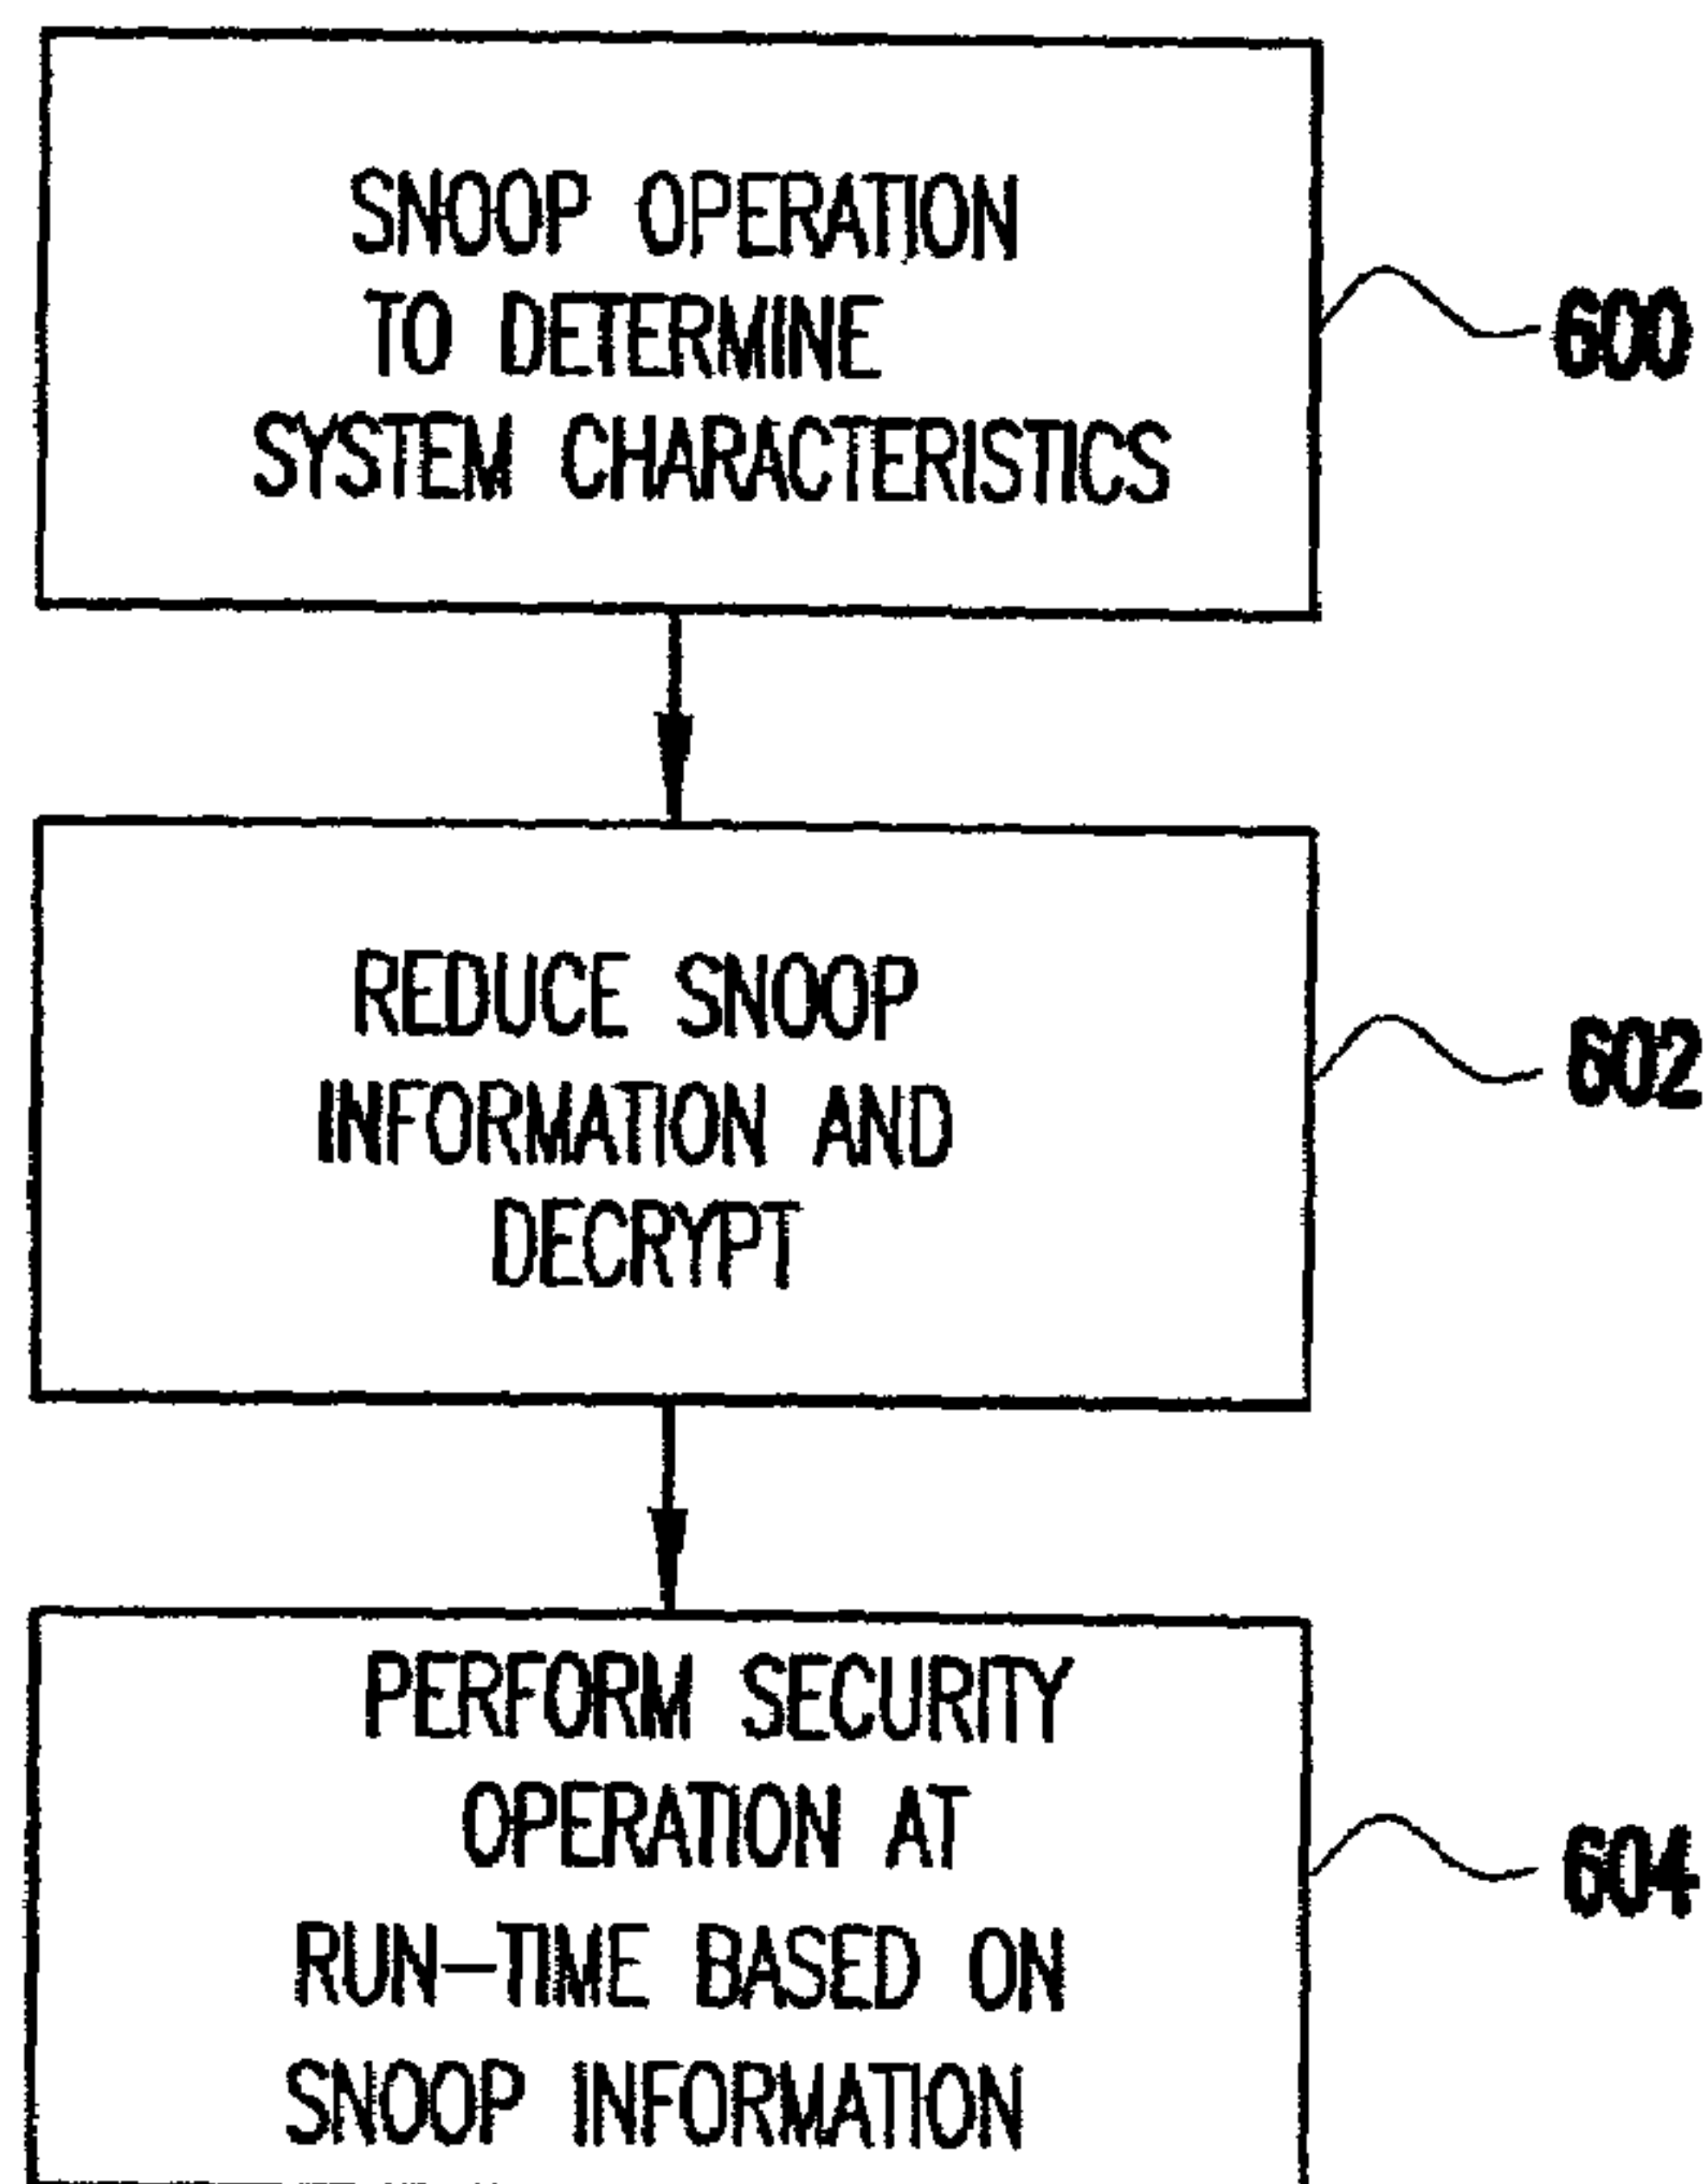 SNOOP OPERATION
TO DETERMINE
SYSTEM CHARACTERISTICS
600
REDUCE SNOOP
INFORMATION AND
DECRYPT
602
PERFORM SECURITY
OPERATION AT
RUN-TIME BASED ON
SNOOP INFORMATION
604